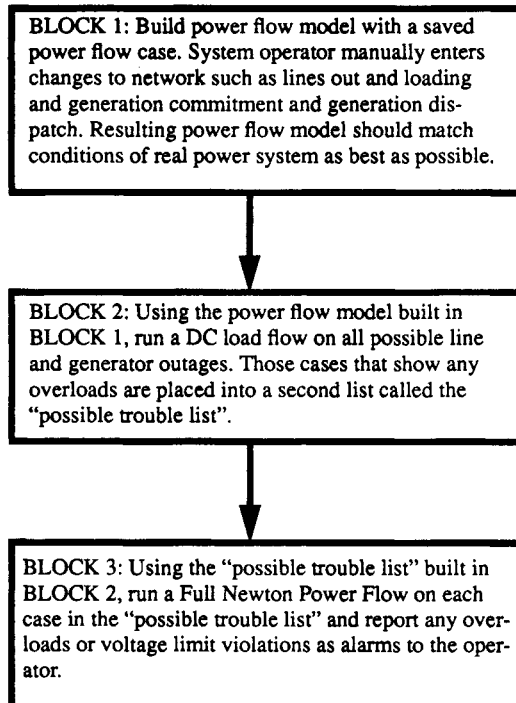 BLOCK 1: Build power flow model with a saved
power flow case. System operator manually enters
changes to network such as lines out and loading
and generation commitment and generation dis-
patch. Resulting power flow model should match
conditions of real power system as best as possible.
BLOCK 2: Using the power flow model built in
BLOCK 1, run a DC load flow on all possible line
and generator outages. Those cases that show any
overloads are placed into a second list called the
“possible trouble list”.
BLOCK 3: Using the “possible trouble list” built in
BLOCK 2, run a Full Newton Power Flow on each
case in the “possible trouble list” and report any over-
loads or voltage limit violations as alarms to the oper-
ator.